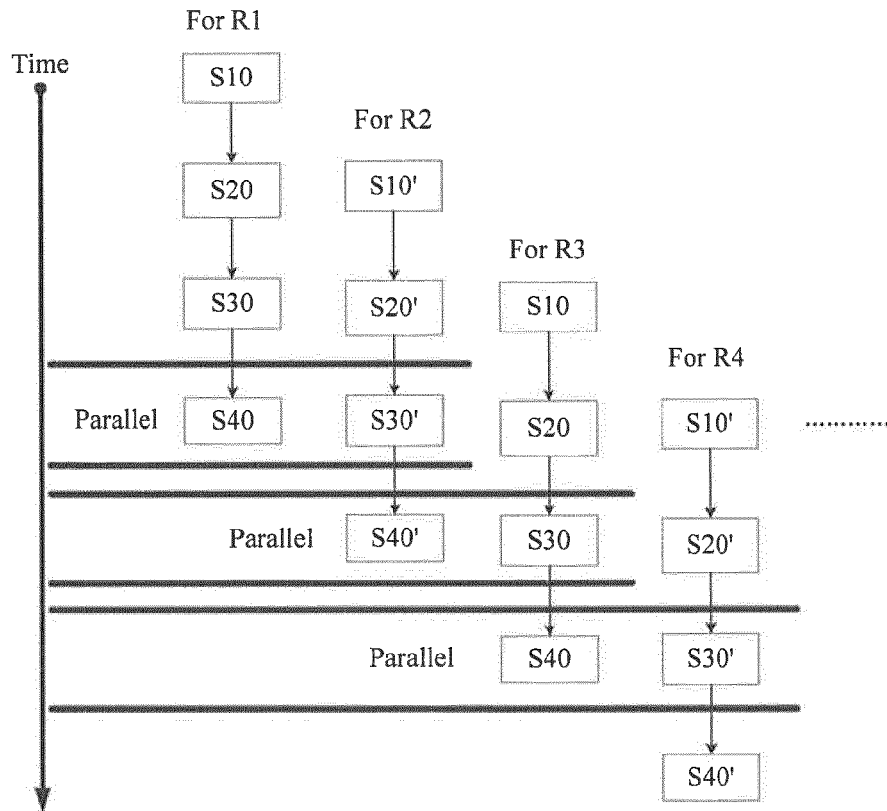 For R1
Time
S10
For R2
S20
S10'
For R3
S30
S20'
S10
For R4
Parallel
S40
S30'
S20
S10'
Parallel
S40'
S30
S20'
Parallel
S40
S30'
S40'